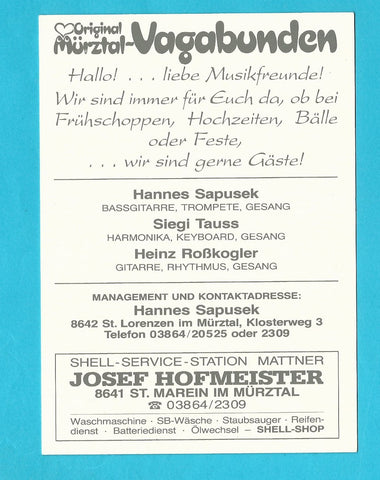 Original
Mürztal-Vagabunden
Hallo! . . . liebe Musikfreunde!
Wir sind immer für Euch da, ob bei
Frühschoppen, Hochzeiten, Bälle
oder Feste,
. . . wir sind gerne Gäste!
Hannes Sapusek
BASSGITARRE, TROMPETE, GESANG
Siegi Tauss
HARMONIKA, KEYBOARD, GESANG
Heinz Roßkogler
GITARRE, RHYTHMUS, GESANG
MANAGEMENT UND KONTAKTADRESSE:
Hannes Sapusek
8642 St. Lorenzen im Mürztal, Klosterweg 3
Telefon 03864/20525 oder 2309
SHELL-SERVICE-STATION MATTNER
JOSEF HOFMEISTER
8641 ST. MAREIN IM MÜRZTAL
☎ 03864/2309
Waschmaschine · SB-Wäsche · Staubsauger · Reifen-
dienst · Batteriedienst · Ölwechsel – SHELL-SHOP